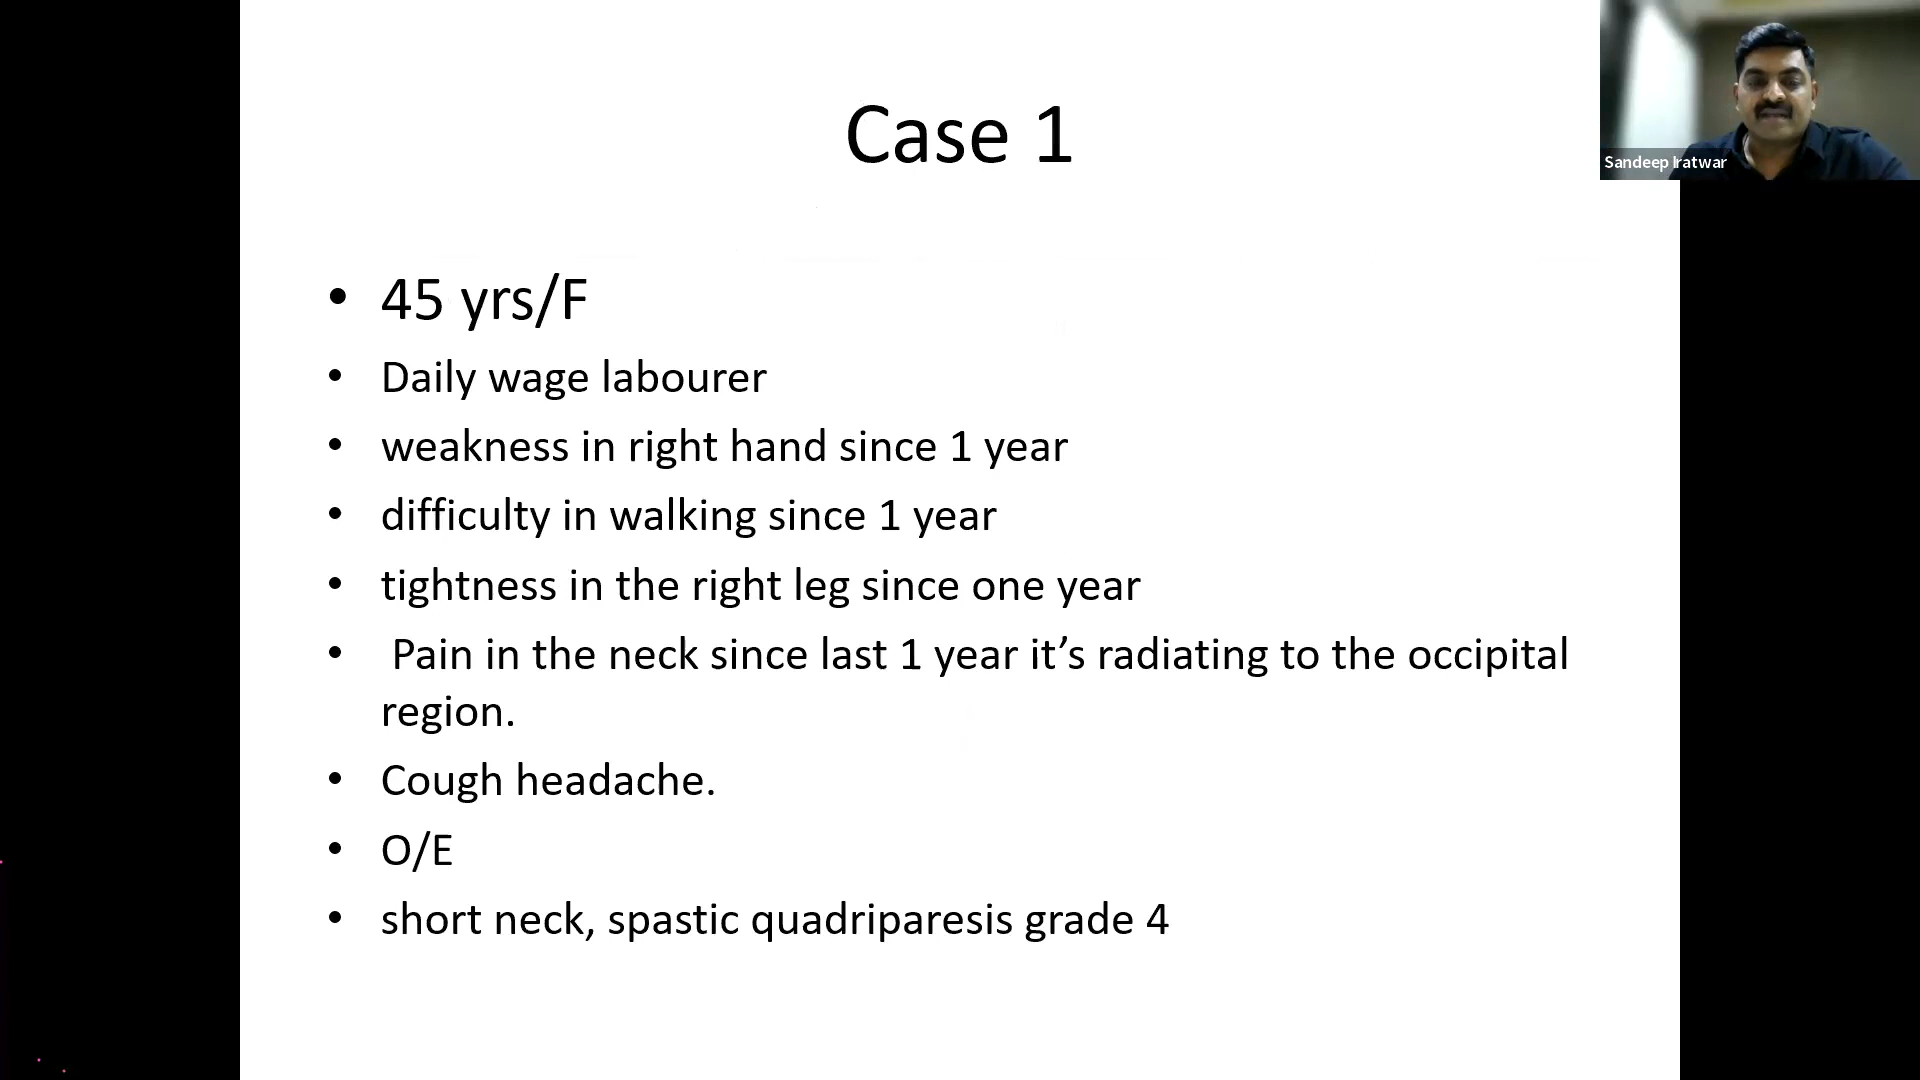 Case 1
Sandeep Iratwar
• 45 yrs/F
• Daily wage labourer
• weakness in right hand since 1 year
• difficulty in walking since 1 year
• tightness in the right leg since one year
• Pain in the neck since last 1 year it’s radiating to the occipital
region.
• Cough headache.
• O/E
• short neck, spastic quadriparesis grade 4